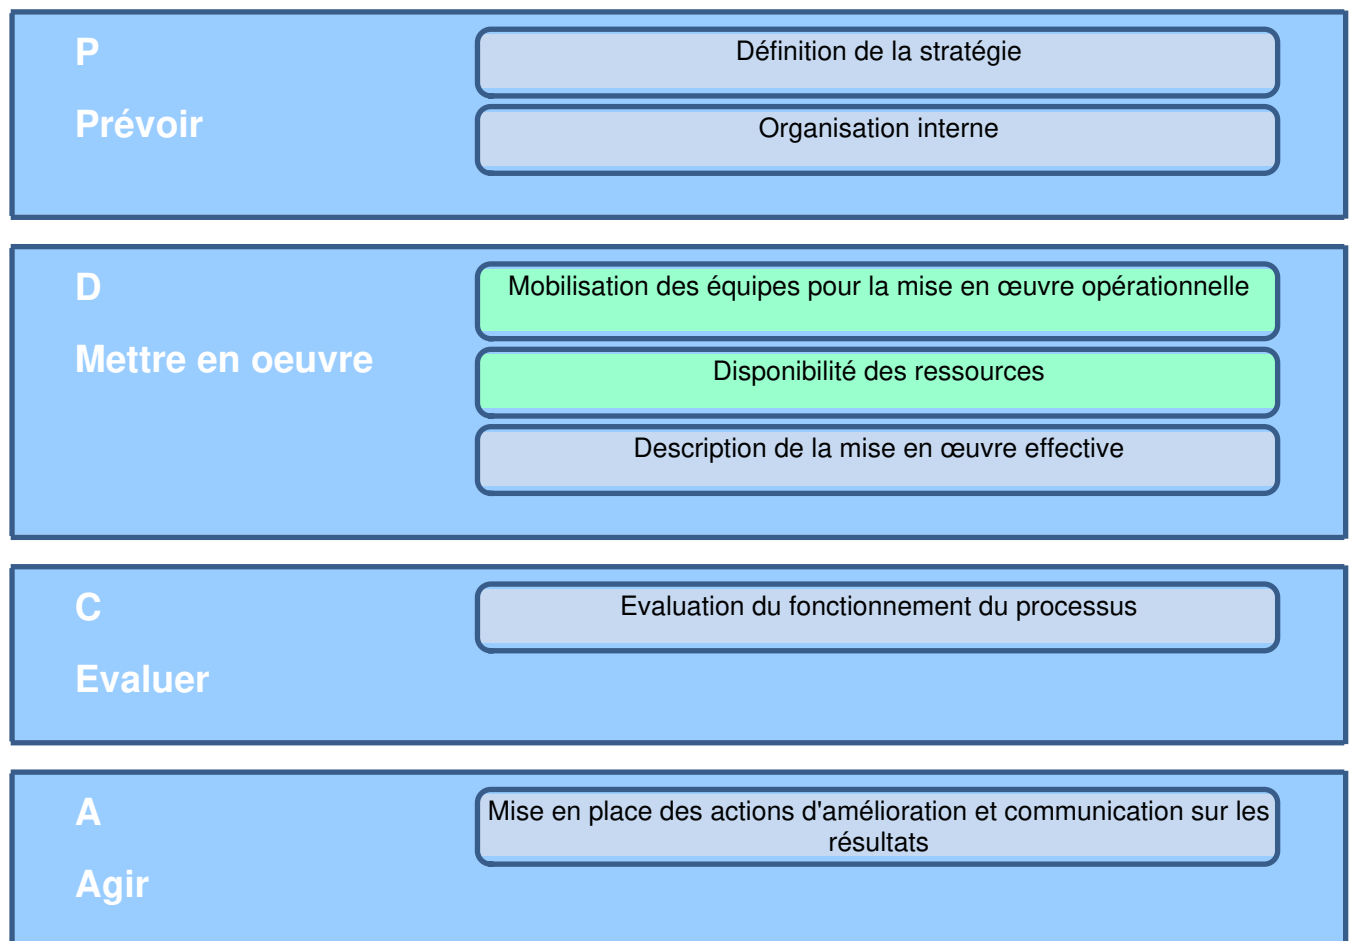 P
Prévoir
Définition de la stratégie
Organisation interne
D
Mettre en oeuvre
Mobilisation des équipes pour la mise en œuvre opérationnelle
Disponibilité des ressources
Description de la mise en œuvre effective
C
Evaluer
Evaluation du fonctionnement du processus
A
Agir
Mise en place des actions d'amélioration et communication sur les
résultats